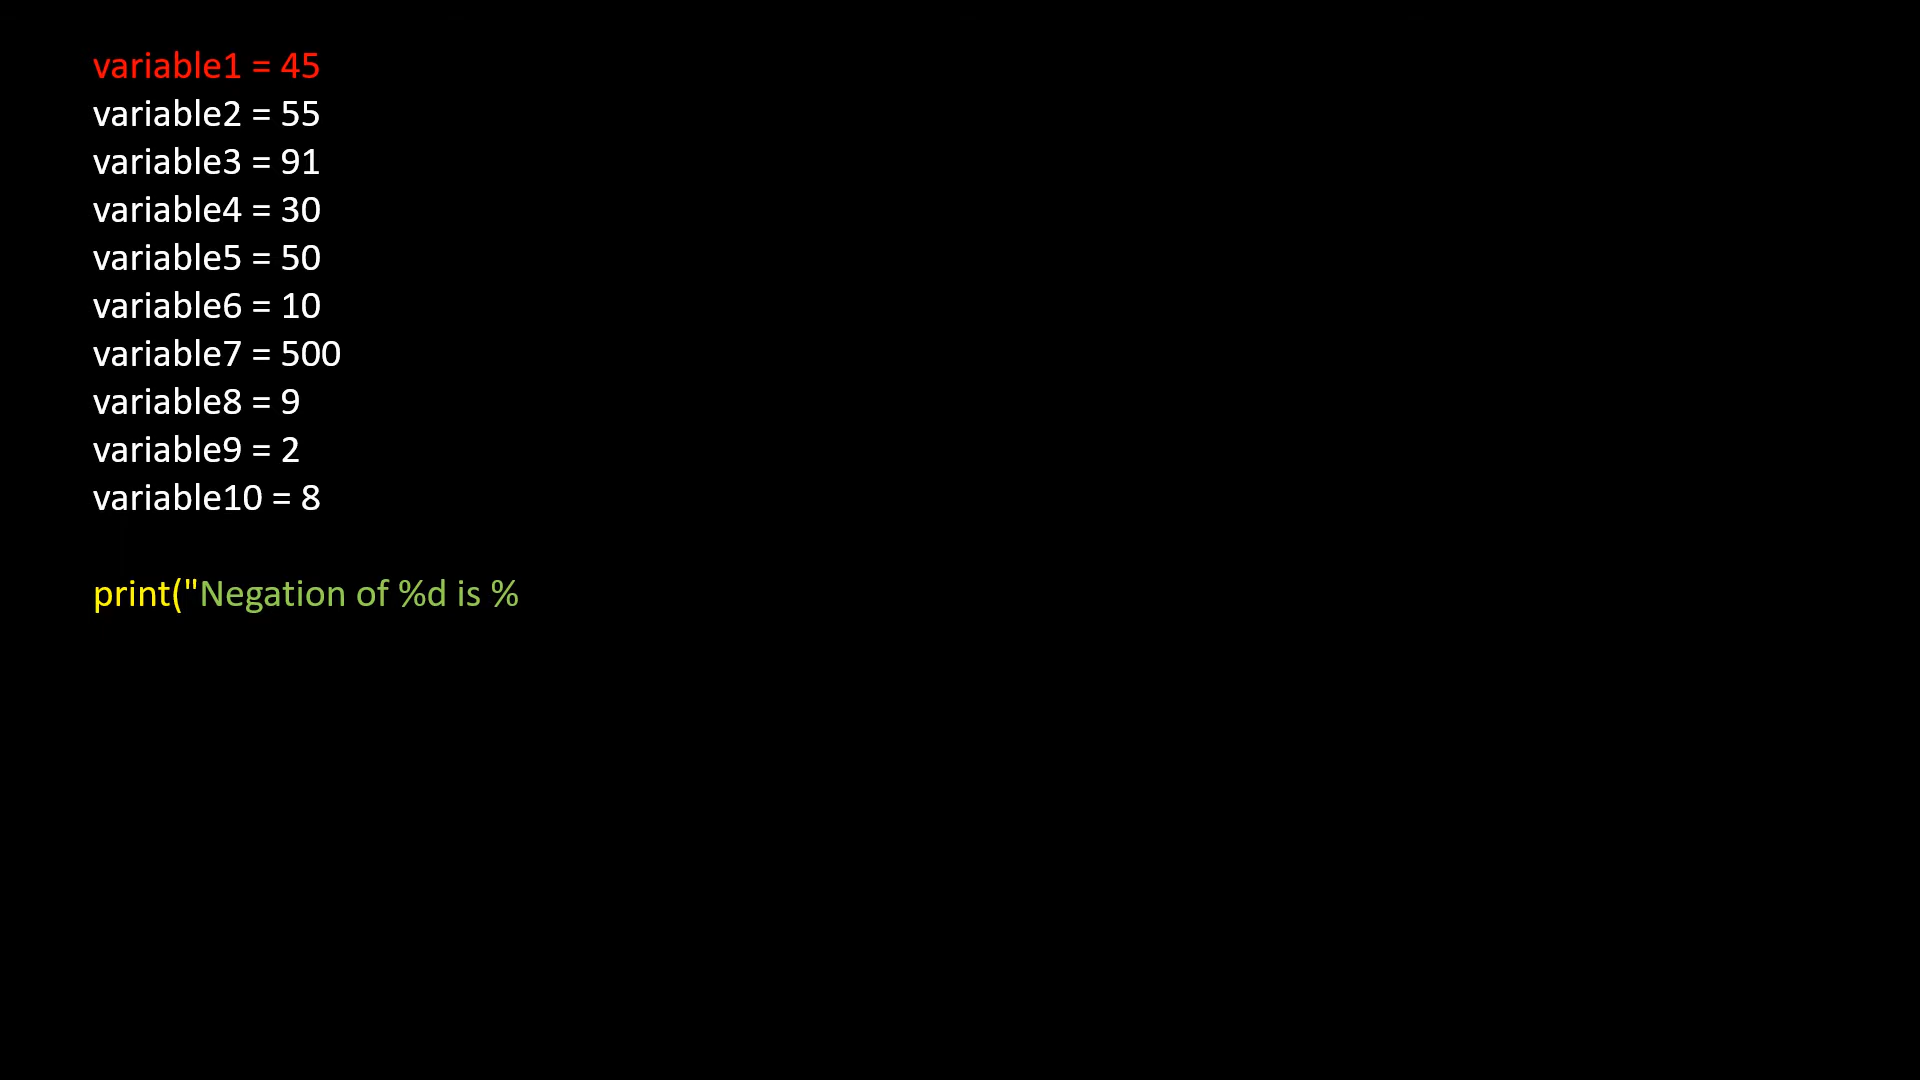 variable1 = 45
variable2 = 55
variable3 = 91
variable4 = 30
variable5 = 50
variable6 = 10
variable7 = 500
variable8 = 9
variable9 = 2
variable10 = 8
print("Negation of %d is %